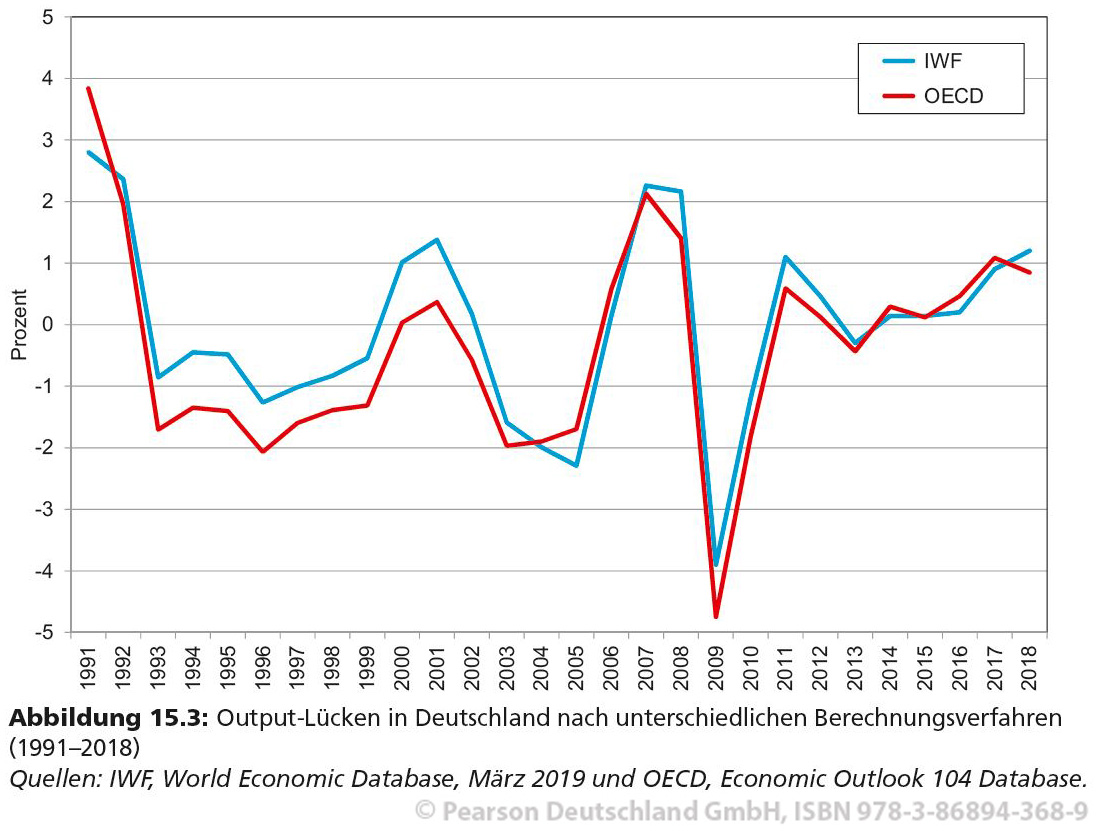 5
4
3
2
1
0
-1
-2
-3
-4
-5
Prozent
IWF
OECD
1991 1992 1993 1994 1995 1996 1997 1998 1999 2000 2001 2002 2003 2004 2005 2006 2007 2008 2009 2010 2011 2012 2013 2014 2015 2016 2017 2018
Abbildung 15.3: Output-Lücken in Deutschland nach unterschiedlichen Berechnungsverfahren
(1991–2018)
Quellen: IWF, World Economic Database, März 2019 und OECD, Economic Outlook 104 Database.
© Pearson Deutschland GmbH, ISBN 978-3-86894-368-9